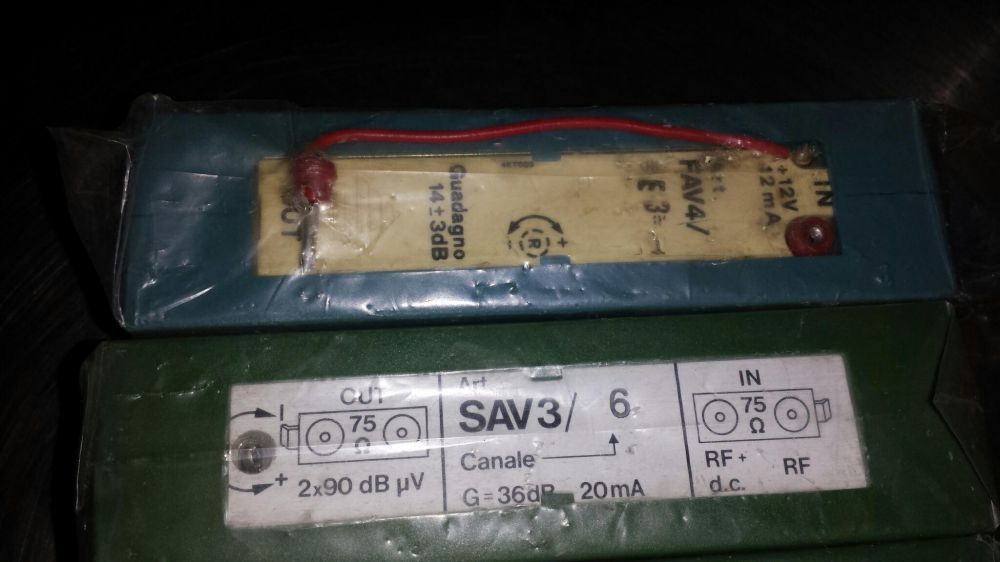 OUT
Guadagno
14±3dB
R
+
Art
FAV4/
E 3
+12V
12 mA
IN
OUT
75
Ω
+
2x90 dB µV
Art.
SAV3/ 6
Canale
G=36dB 20mA
IN
75
Ω
RF+ RF
d.c.